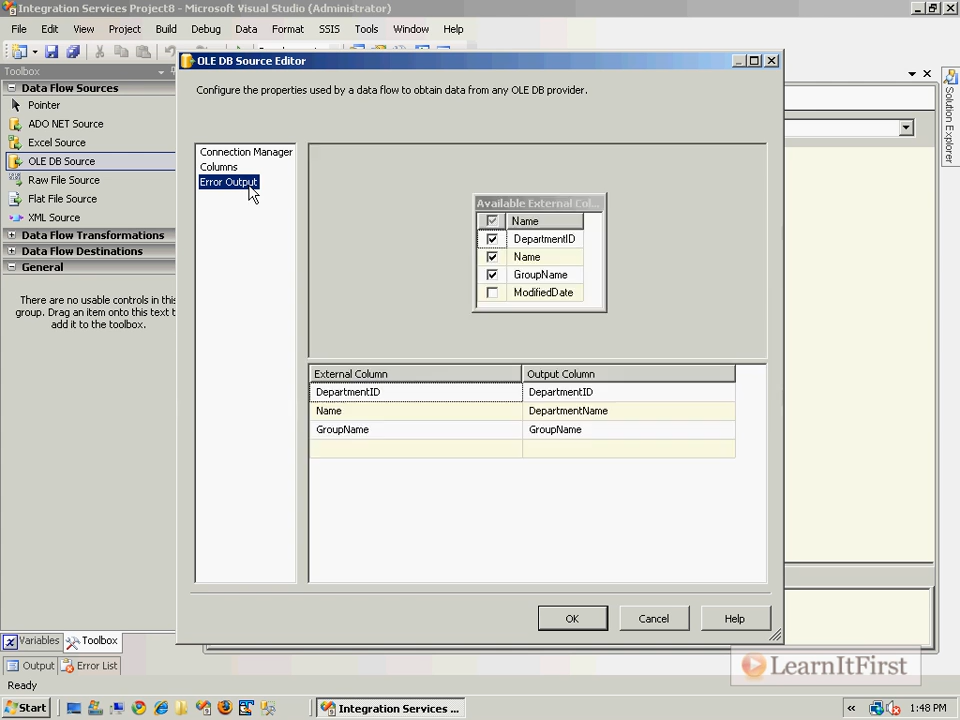 Integration Services Project8 - Microsoft Visual Studio (Administrator)
File Edit View Project Build Debug Data Format SSIS Tools Window Help
Toolbox
Data Flow Sources
Pointer
ADO NET Source
Excel Source
OLE DB Source
Raw File Source
Flat File Source
XML Source
Data Flow Transformations
Data Flow Destinations
General
There are no usable controls in this
group. Drag an item onto this text t
add it to the toolbox.
OLE DB Source Editor
Configure the properties used by a data flow to obtain data from any OLE DB provider.
Connection Manager
Columns
Error Output
Available External Col...
Name
DepartmentID
Name
GroupName
ModifiedDate
External Column Output Column
DepartmentID DepartmentID
Name DepartmentName
GroupName GroupName
OK Cancel Help
Solution Explorer
Variables Toolbox
Output Error List
Ready
LearnItFirst
Start
Integration Services ...
1:48 PM